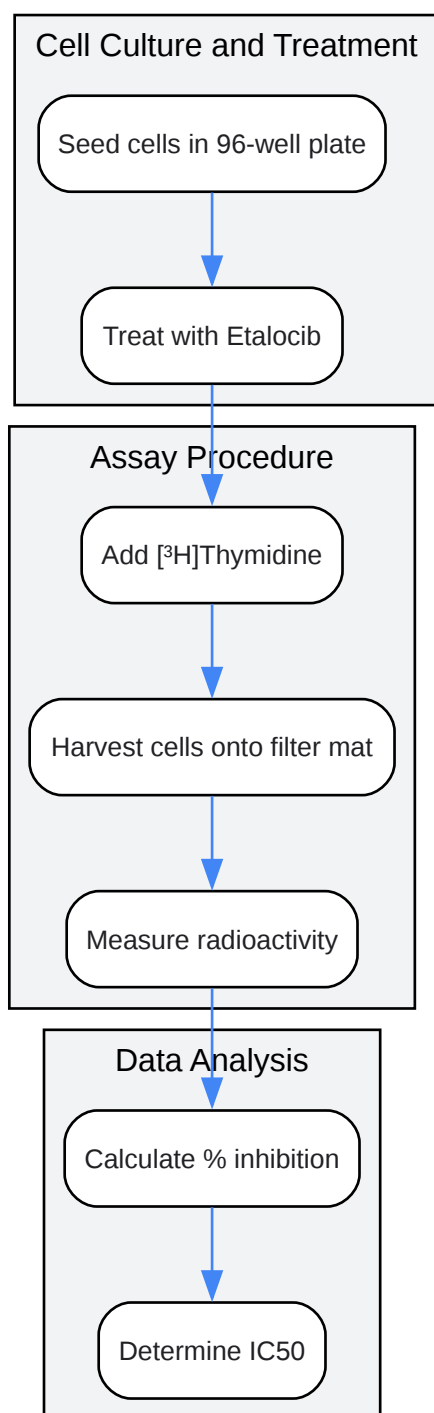 Cell Culture and Treatment
Seed cells in 96-well plate
Treat with Etalocib
Assay Procedure
Add [³H]Thymidine
Harvest cells onto filter mat
Measure radioactivity
Data Analysis
Calculate % inhibition
Determine IC50